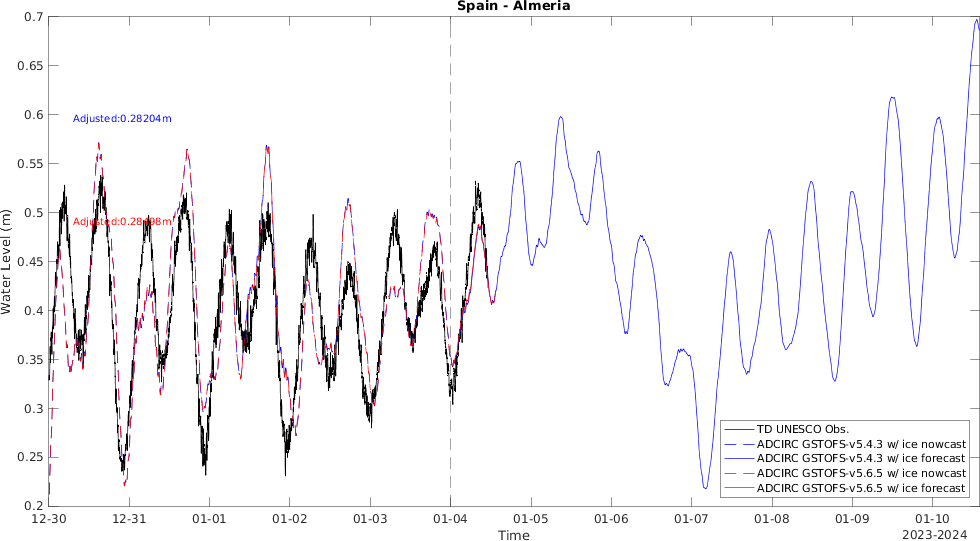 Spain - Almeria
0.7
0.65
0.6
0.55
0.5
0.45
0.4
0.35
0.3
0.25
0.2
Water Level (m)
Adjusted:0.28204m
Adjusted:0.28498m
TD UNESCO Obs.
ADCIRC GSTOFS-v5.4.3 w/ ice nowcast
ADCIRC GSTOFS-v5.4.3 w/ ice forecast
ADCIRC GSTOFS-v5.6.5 w/ ice nowcast
ADCIRC GSTOFS-v5.6.5 w/ ice forecast
12-30 12-31 01-01 01-02 01-03 01-04 01-05 01-06 01-07 01-08 01-09 01-10
Time
2023-2024